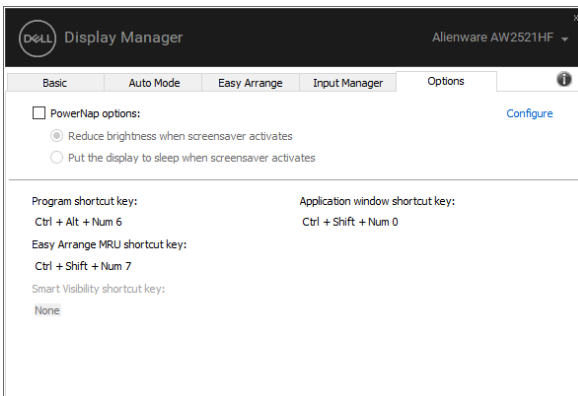 DELL Display Manager
Alienware AW2521HF
Basic Auto Mode Easy Arrange Input Manager Options
PowerNap options:
Configure
Reduce brightness when screensaver activates
Put the display to sleep when screensaver activates
Program shortcut key:
Ctrl + Alt + Num 6
Application window shortcut key:
Ctrl + Shift + Num 0
Easy Arrange MRU shortcut key:
Ctrl + Shift + Num 7
Smart Visibility shortcut key:
None